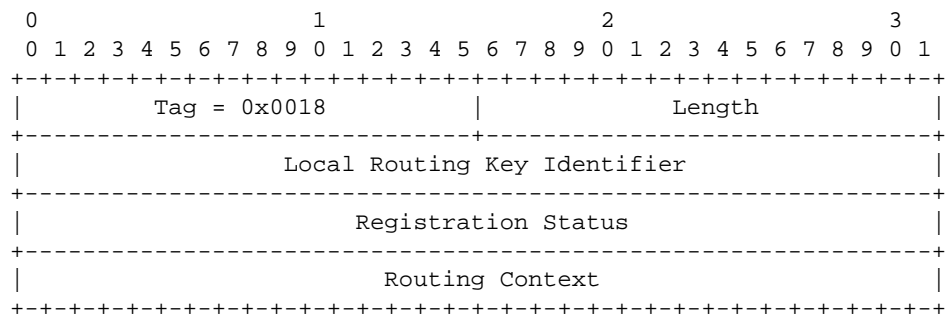 0                   1                   2                   3
 0 1 2 3 4 5 6 7 8 9 0 1 2 3 4 5 6 7 8 9 0 1 2 3 4 5 6 7 8 9 0 1
+-+-+-+-+-+-+-+-+-+-+-+-+-+-+-+-+-+-+-+-+-+-+-+-+-+-+-+-+-+-+-+-+
|         Tag = 0x0018          |             Length            |
+-------------------------------+-------------------------------+
|                  Local Routing Key Identifier                 |
+---------------------------------------------------------------+
|                       Registration Status                     |
+---------------------------------------------------------------+
|                         Routing Context                       |
+-+-+-+-+-+-+-+-+-+-+-+-+-+-+-+-+-+-+-+-+-+-+-+-+-+-+-+-+-+-+-+-+